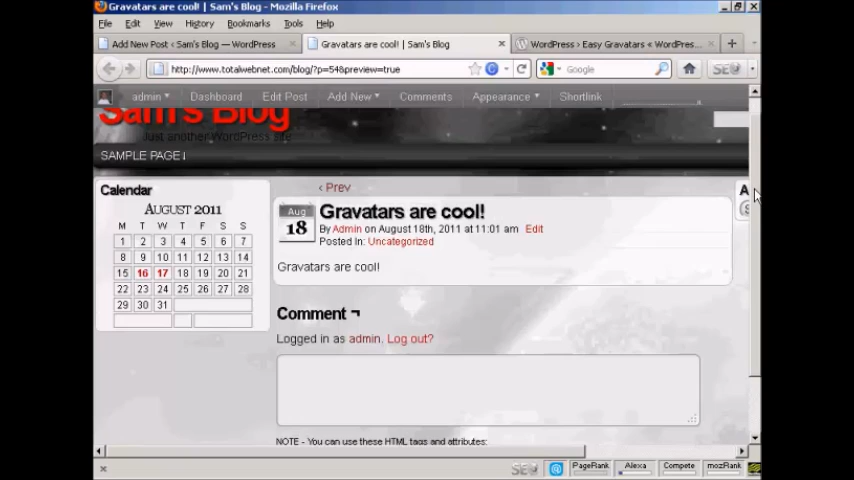 Gravatars are cool! | Sam's Blog - Mozilla Firefox
File Edit View History Bookmarks Tools Help
Add New Post ‹ Sam's Blog — WordPress
Gravatars are cool! | Sam's Blog
WordPress › Easy Gravatars « WordPres...
http://www.totalwebnet.com/blog/?p=54&preview=true
Google
SEO
admin Dashboard Edit Post Add New Comments Appearance Shortlink
Sam's Blog
Just another WordPress site
SAMPLE PAGE
Calendar
AUGUST 2011
M T W T F S S
1 2 3 4 5 6 7
8 9 10 11 12 13 14
15 16 17 18 19 20 21
22 23 24 25 26 27 28
29 30 31
‹ Prev
Aug
18
Gravatars are cool!
By Admin on August 18th, 2011 at 11:01 am Edit
Posted In: Uncategorized
Gravatars are cool!
Comment ¬
Logged in as admin. Log out?
NOTE - You can use these HTML tags and attributes:
A
S
SEO
PageRank
Alexa
Compete
mozRank